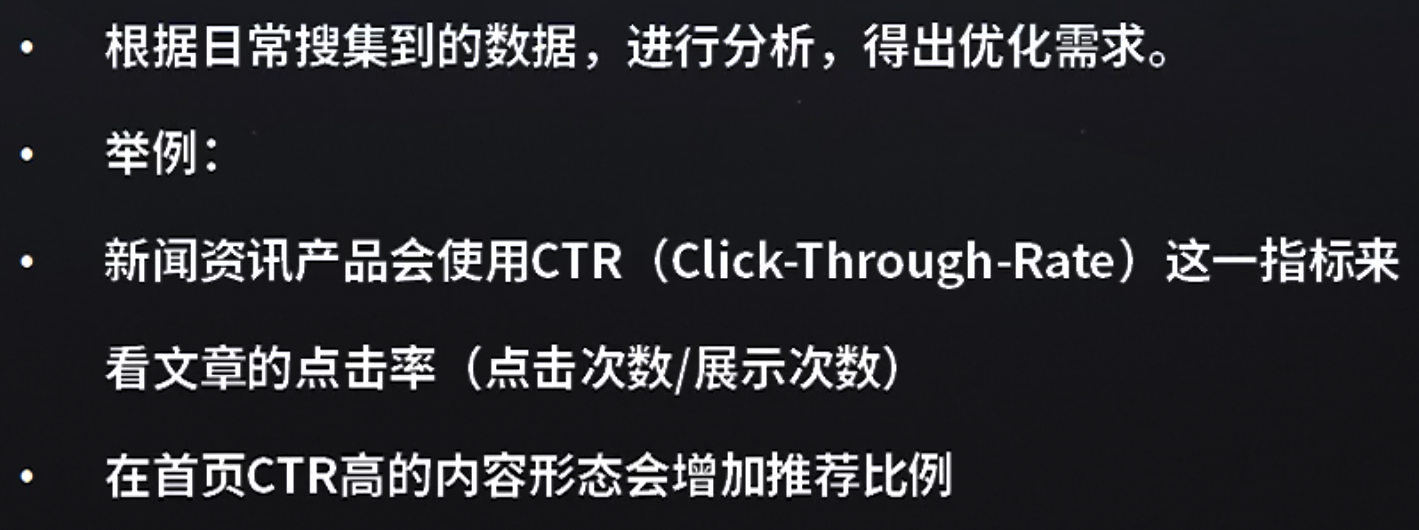 • 根据日常搜集到的数据，进行分析，得出优化需求。
• 举例：
• 新闻资讯产品会使用CTR（Click-Through-Rate）这一指标来
看文章的点击率（点击次数/展示次数）
• 在首页CTR高的内容形态会增加推荐比例